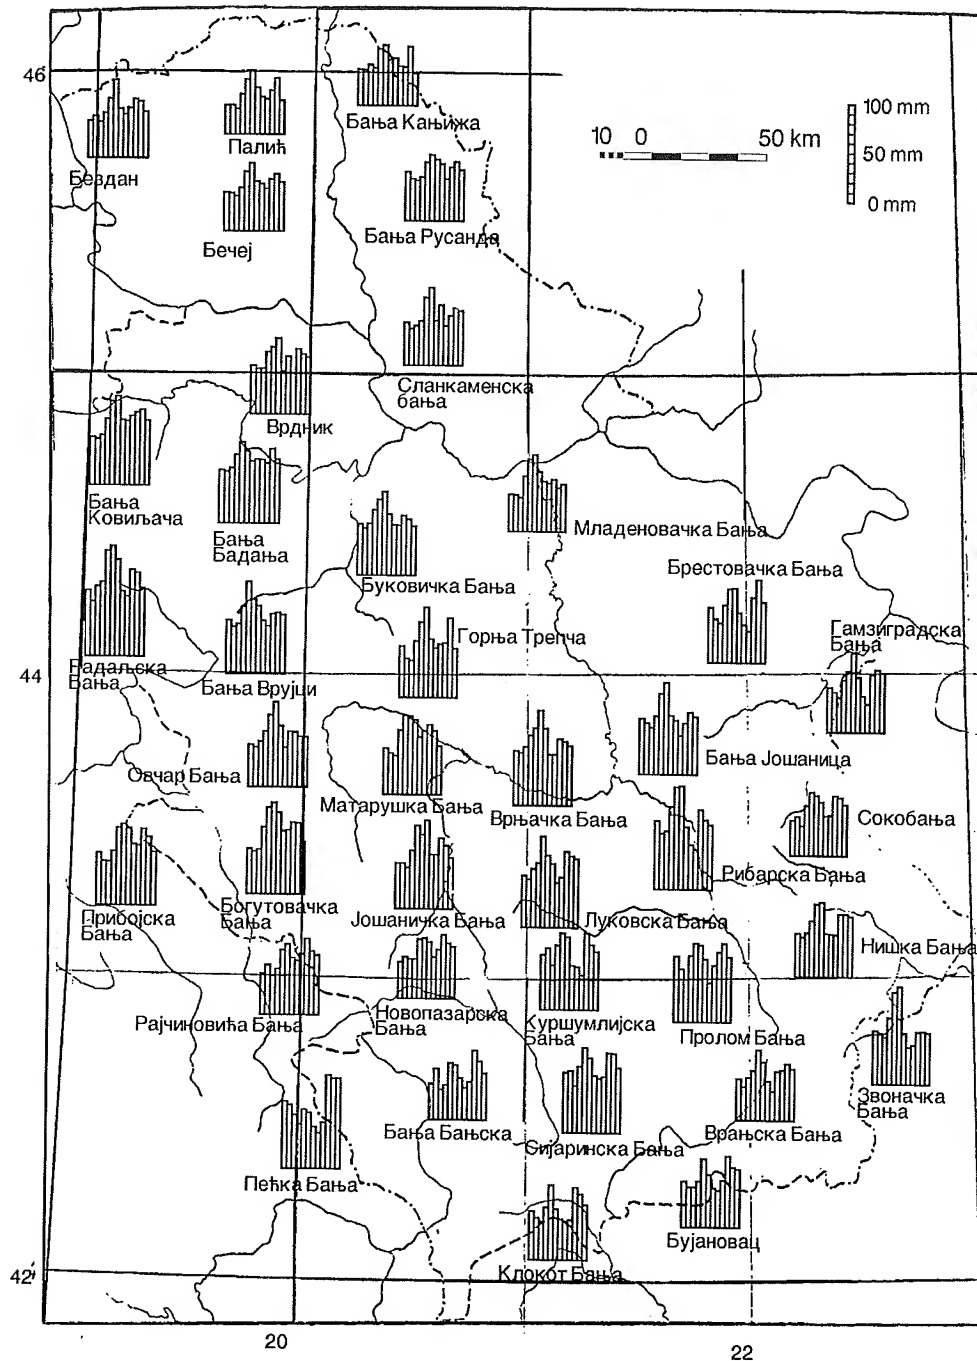 46
Бездан
Палић
Бања Кањижа
10 0 50 km
100 mm
50 mm
0 mm
Бечеј
Бања Русанда
Сланкаменска
бања
Врдник
Бања
Ковиљача
Бања
Бадања
Буковичка Бања
Младеновачка Бања
Брестовачка Бања
Гамзиградска
Бања
Горња Трепча
44
Радаљска
Бања
Бања Врујци
Овчар Бања
Матарушка Бања
Врњачка Бања
Бања Јошаница
Сокобања
Рибарска Бања
Прибојска
Бања
Богутовачка
Бања
Јошаничка Бања
Луковска Бања
Нишка Бања
Рајчиновића Бања
Новопазарска
Бања
Куршумлијска
Бања
Пролом Бања
Звоначка
Бања
Бања Бањска
Сијаринска Бања
Врањска Бања
Пећка Бања
Бујановац
Клокот Бања
42
20
22